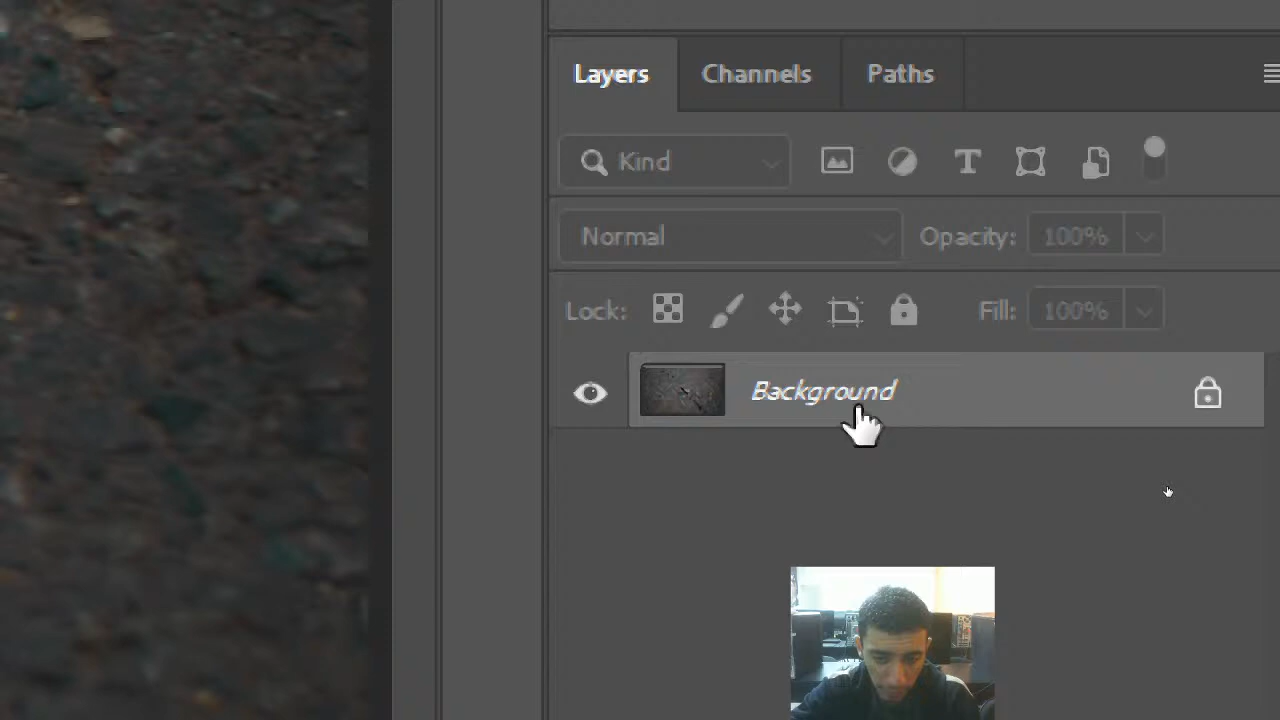 Layers Channels Paths
Kind
Normal Opacity: 100%
Lock: Fill: 100%
Background